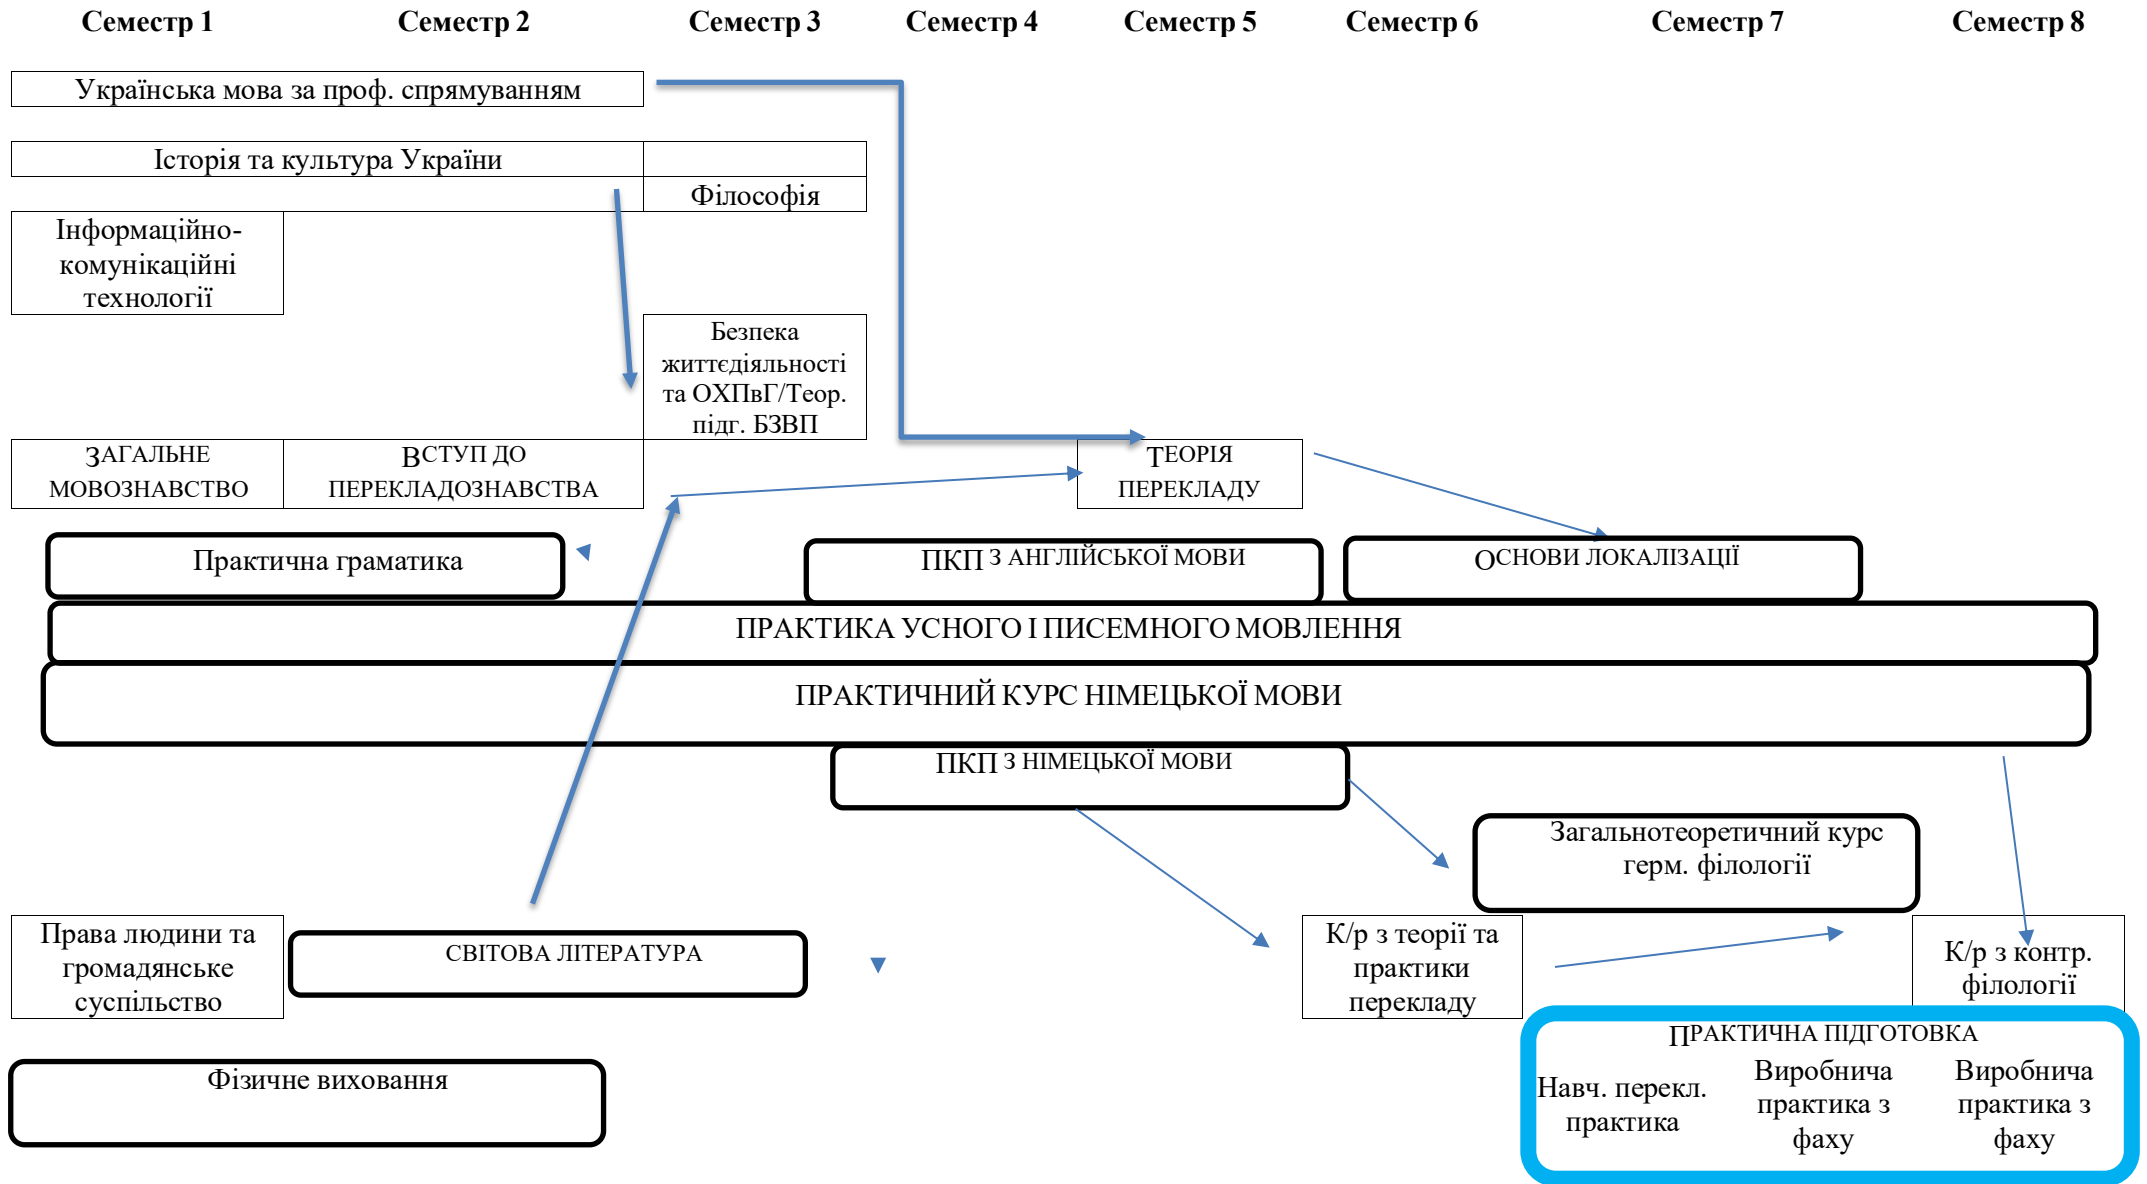 Семестр 1 Семестр 2 Семестр 3 Семестр 4 Семестр 5 Семестр 6 Семестр 7 Семестр 8
Українська мова за проф. спрямуванням
Історія та культура України
Філософія
Інформаційно-
комунікаційні
технології
Безпека
життєдіяльності
та ОХПвГ/Теор.
підг. БЗВП
ЗАГАЛЬНЕ
МОВОЗНАВСТВО
ВСТУП ДО
ПЕРЕКЛАДОЗНАВСТВА
ТЕОРІЯ
ПЕРЕКЛАДУ
Практична граматика
ПКП З АНГЛІЙСЬКОЇ МОВИ
ОСНОВИ ЛОКАЛІЗАЦІЇ
ПРАКТИКА УСНОГО І ПИСЕМНОГО МОВЛЕННЯ
ПРАКТИЧНИЙ КУРС НІМЕЦЬКОЇ МОВИ
ПКП З НІМЕЦЬКОЇ МОВИ
Загальнотеоретичний курс
герм. філології
Права людини та
громадянське
суспільство
СВІТОВА ЛІТЕРАТУРА
К/р з теорії та
практики
перекладу
К/р з контр.
філології
Фізичне виховання
ПРАКТИЧНА ПІДГОТОВКА
Навч. перекл.
практика
Виробнича
практика з
фаху
Виробнича
практика з
фаху